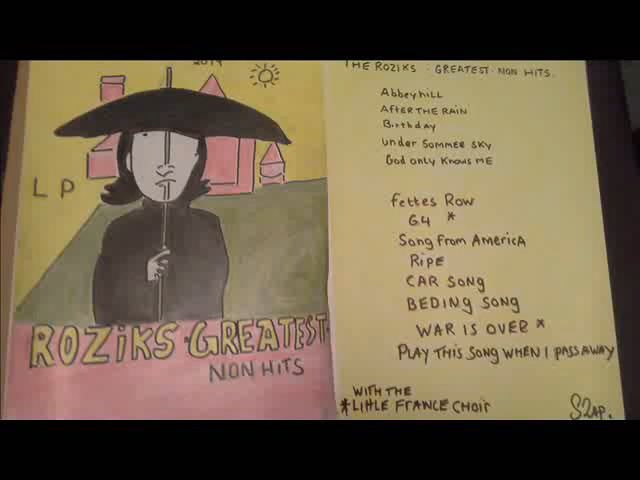 2014
LP
ROZiKS · GREATEST ·
NON HiTS
THE ROZIKS · GREATEST · NON HITS.
Abbeyhill
AfTER THE RAiN
Birthday
under SOMMER SKY
God only Knows ME
fettes Row
G4 *
Song from AmericA
RiPE
CAR SONG
BEDING SONG
WAR IS OVER *
PLAY THIS SONG WHEN I PASS AWAY
WITH THE
* LITTLE FRANCE CHOIR
S2AP.